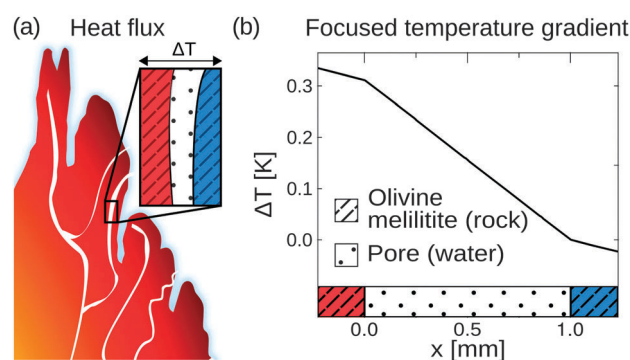 (a) Heat flux
ΔT
(b) Focused temperature gradient
ΔT [K]
0.3
0.2
0.1
0.0
Olivine
melilitite (rock)
Pore (water)
0.0 0.5 1.0
x [mm]